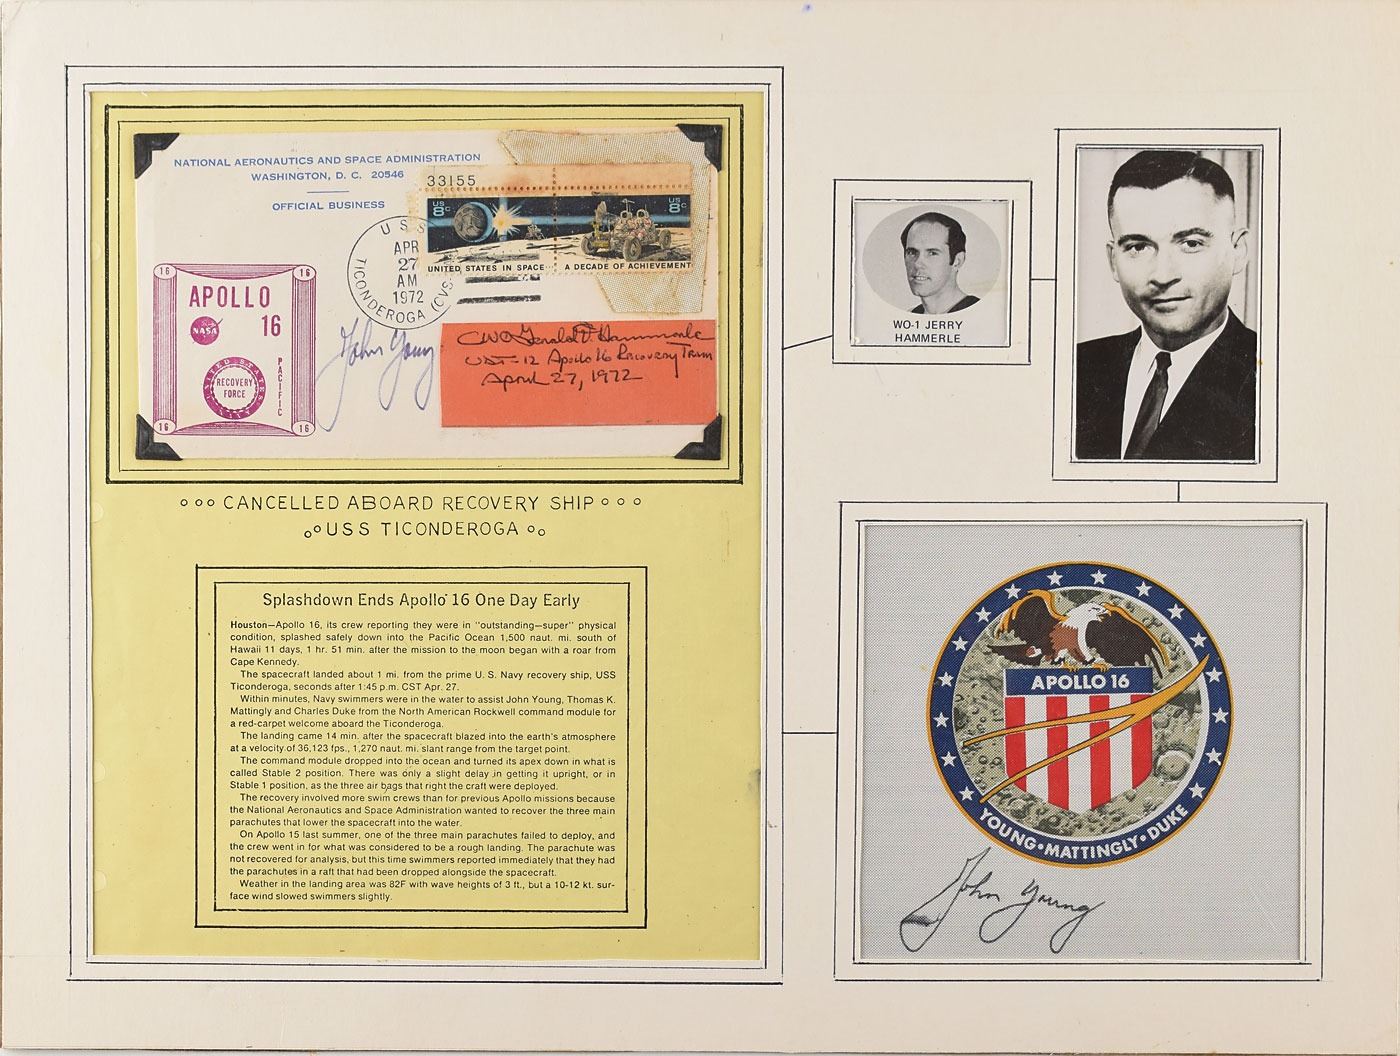 NATIONAL AERONAUTICS AND SPACE ADMINISTRATION
WASHINGTON, D. C. 20546
OFFICIAL BUSINESS
33155
US 8c
US 8c
UNITED STATES IN SPACE...
A DECADE OF ACHIEVEMENT
USS TICONDEROGA (CVS
APR
27
AM
1972
16
16
APOLLO
16
NASA
UNITED STATES NAVY
RECOVERY
FORCE
PACIFIC
16
16
John Young
CWO Gerald Hammerle
UDT-12 Apollo 16 Recovery Team
April 27, 1972
CANCELLED ABOARD RECOVERY SHIP
USS TICONDEROGA
Splashdown Ends Apollo 16 One Day Early
Houston—Apollo 16, its crew reporting they were in "outstanding—super" physical
condition, splashed safely down into the Pacific Ocean 1,500 naut. mi. south of
Hawaii 11 days, 1 hr. 51 min. after the mission to the moon began with a roar from
Cape Kennedy.
The spacecraft landed about 1 mi. from the prime U. S. Navy recovery ship, USS
Ticonderoga, seconds after 1:45 p.m. CST Apr. 27.
Within minutes, Navy swimmers were in the water to assist John Young, Thomas K.
Mattingly and Charles Duke from the North American Rockwell command module for
a red-carpet welcome aboard the Ticonderoga.
The landing came 14 min. after the spacecraft blazed into the earth's atmosphere
at a velocity of 36,123 fps., 1,270 naut. mi. slant range from the target point.
The command module dropped into the ocean and turned its apex down in what is
called Stable 2 position. There was only a slight delay in getting it upright, or in
Stable 1 position, as the three air bags that right the craft were deployed.
The recovery involved more swim crews than for previous Apollo missions because
the National Aeronautics and Space Administration wanted to recover the three main
parachutes that lower the spacecraft into the water.
On Apollo 15 last summer, one of the three main parachutes failed to deploy, and
the crew went in for what was considered to be a rough landing. The parachute was
not recovered for analysis, but this time swimmers reported immediately that they had
the parachutes in a raft that had been dropped alongside the spacecraft.
Weather in the landing area was 82F with wave heights of 3 ft., but a 10-12 kt. sur-
face wind slowed swimmers slightly.
WO-1 JERRY
HAMMERLE
APOLLO 16
YOUNG•MATTINGLY•DUKE
John Young